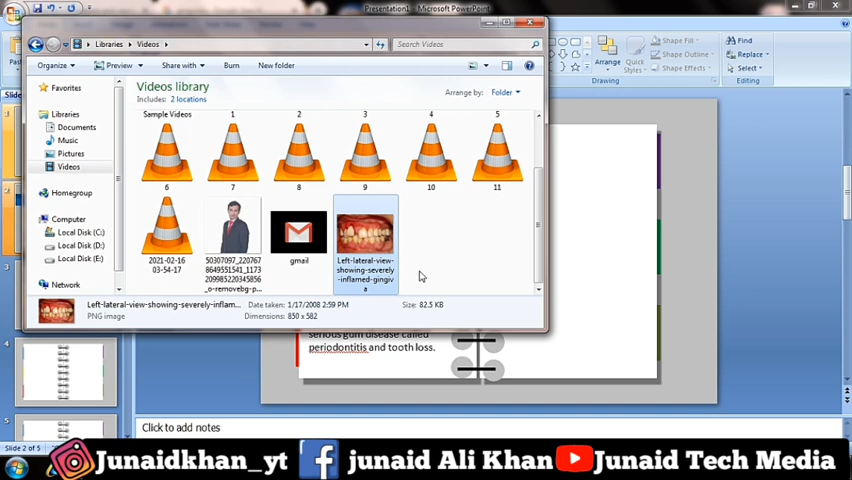 Presentation1 - Microsoft PowerPoint
Libraries
Videos
Search Videos
Organize
Preview
Share with
Burn
New folder
Shape Fill
Shape Outline
Shape Effects
Arrange
Quick
Styles
Drawing
Find
Replace
Select
Editing
Favorites
Libraries
Documents
Music
Pictures
Videos
Homegroup
Computer
Local Disk (C:)
Local Disk (D:)
Local Disk (E:)
Network
Videos library
Includes: 2 locations
Arrange by: Folder
Sample Videos
1
2
3
4
5
6
7
8
9
10
11
2021-02-16
03-54-17
50307097_220767
8649551541_1173
209985220345856
_o-removebg-p...
gmail
Left-lateral-view-
showing-severely
-inflamed-gingiv
a
Left-lateral-view-showing-severely-inflam...
PNG image
Date taken: 1/17/2008 2:59 PM
Dimensions: 850 x 582
Size: 82.5 KB
serious gum disease called
periodontitis and tooth loss.
1
2
3
4
5
Click to add notes
Slide 2 of 5
Junaidkhan_yt
junaid Ali Khan
Junaid Tech Media